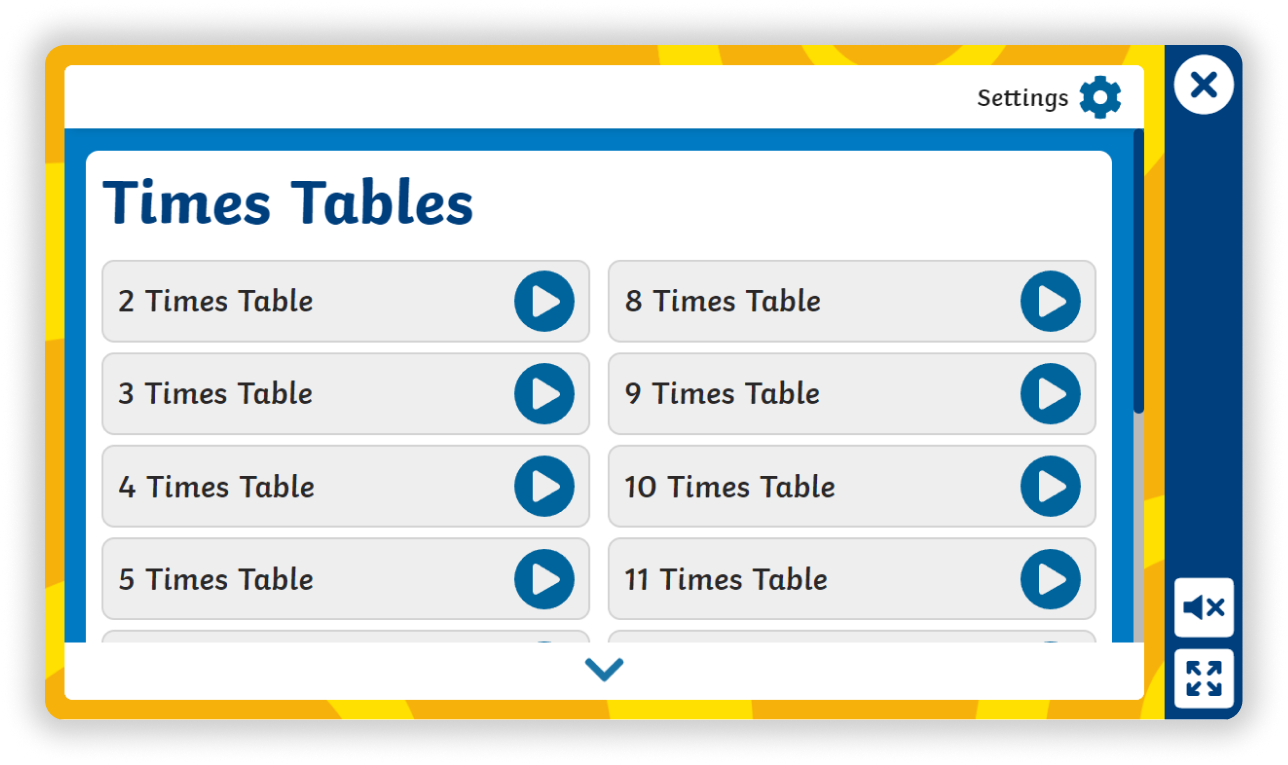 Settings
Times Tables
2 Times Table
8 Times Table
3 Times Table
9 Times Table
4 Times Table
10 Times Table
5 Times Table
11 Times Table